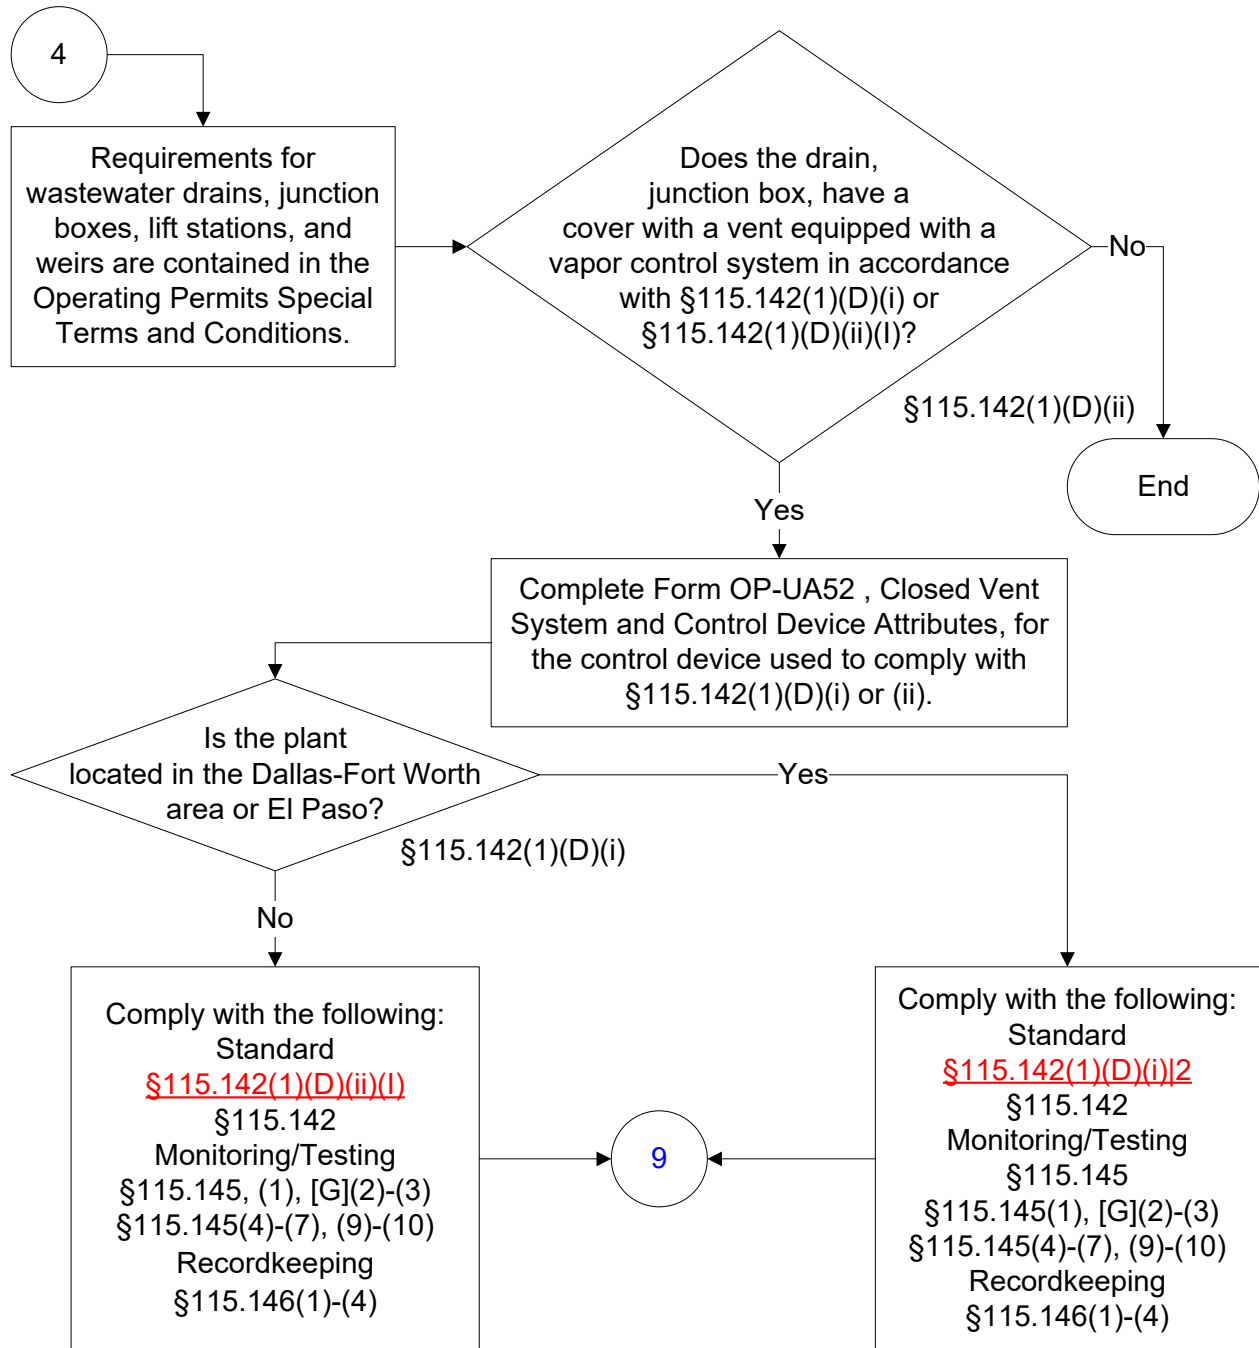 4
Requirements for
wastewater drains, junction
boxes, lift stations, and
weirs are contained in the
Operating Permits Special
Terms and Conditions.
Does the drain,
junction box, have a
cover with a vent equipped with a
vapor control system in accordance
with §115.142(1)(D)(i) or
§115.142(1)(D)(ii)(I)?
No
§115.142(1)(D)(ii)
End
Yes
Complete Form OP-UA52 , Closed Vent
System and Control Device Attributes, for
the control device used to comply with
§115.142(1)(D)(i) or (ii).
Is the plant
located in the Dallas-Fort Worth
area or El Paso?
Yes
§115.142(1)(D)(i)
No
Comply with the following:
Standard
§115.142(1)(D)(ii)(I)
§115.142
Monitoring/Testing
§115.145, (1), [G](2)-(3)
§115.145(4)-(7), (9)-(10)
Recordkeeping
§115.146(1)-(4)
9
Comply with the following:
Standard
§115.142(1)(D)(i)|2
§115.142
Monitoring/Testing
§115.145
§115.145(1), [G](2)-(3)
§115.145(4)-(7), (9)-(10)
Recordkeeping
§115.146(1)-(4)